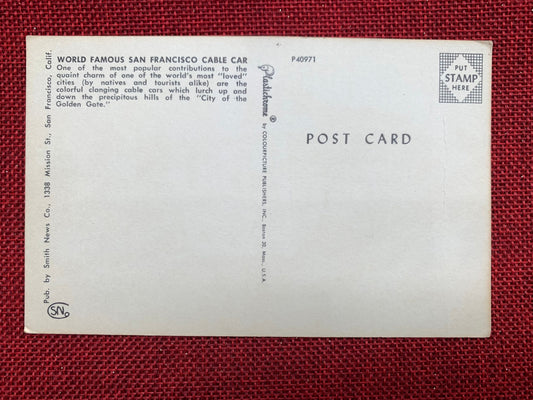 WORLD FAMOUS SAN FRANCISCO CABLE CAR
One of the most popular contributions to the
quaint charm of one of the world's most "loved"
cities (by natives and tourists alike) are the
colorful clanging cable cars which lurch up and
down the precipitous hills of the "City of the
Golden Gate."
Pub. by Smith News Co., 1338 Mission St., San Francisco, Calif.
SN
Plastichrome ®
by COLOURPICTURE PUBLISHERS, INC., Boston 20, Mass., U.S.A.
P40971
PUT
STAMP
HERE
POST CARD